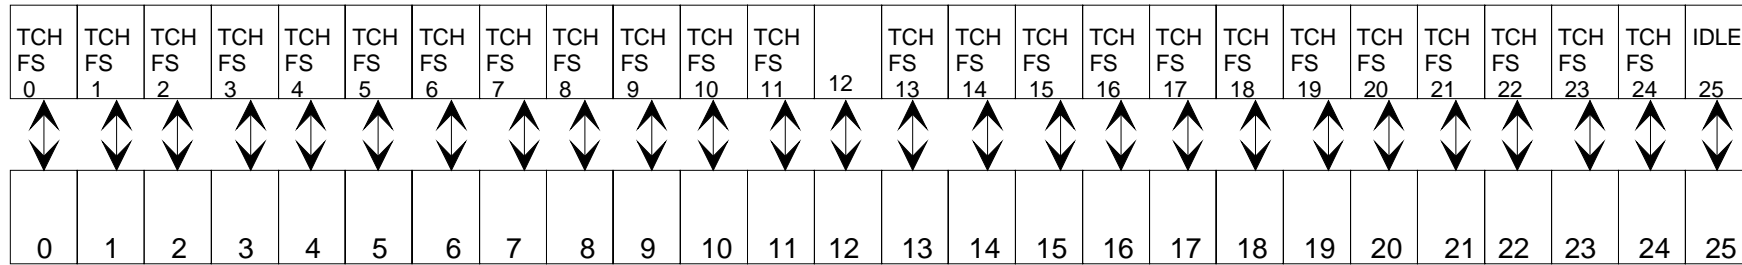 TCH TCH TCH TCH TCH TCH TCH TCH TCH TCH TCH TCH TCH TCH TCH TCH TCH TCH TCH TCH TCH TCH TCH TCH IDLE
FS FS FS FS FS FS FS FS FS FS FS FS FS FS FS FS FS FS FS FS FS FS FS FS
0 1 2 3 4 5 6 7 8 9 10 11 12 13 14 15 16 17 18 19 20 21 22 23 24 25
0 1 2 3 4 5 6 7 8 9 10 11 12 13 14 15 16 17 18 19 20 21 22 23 24 25